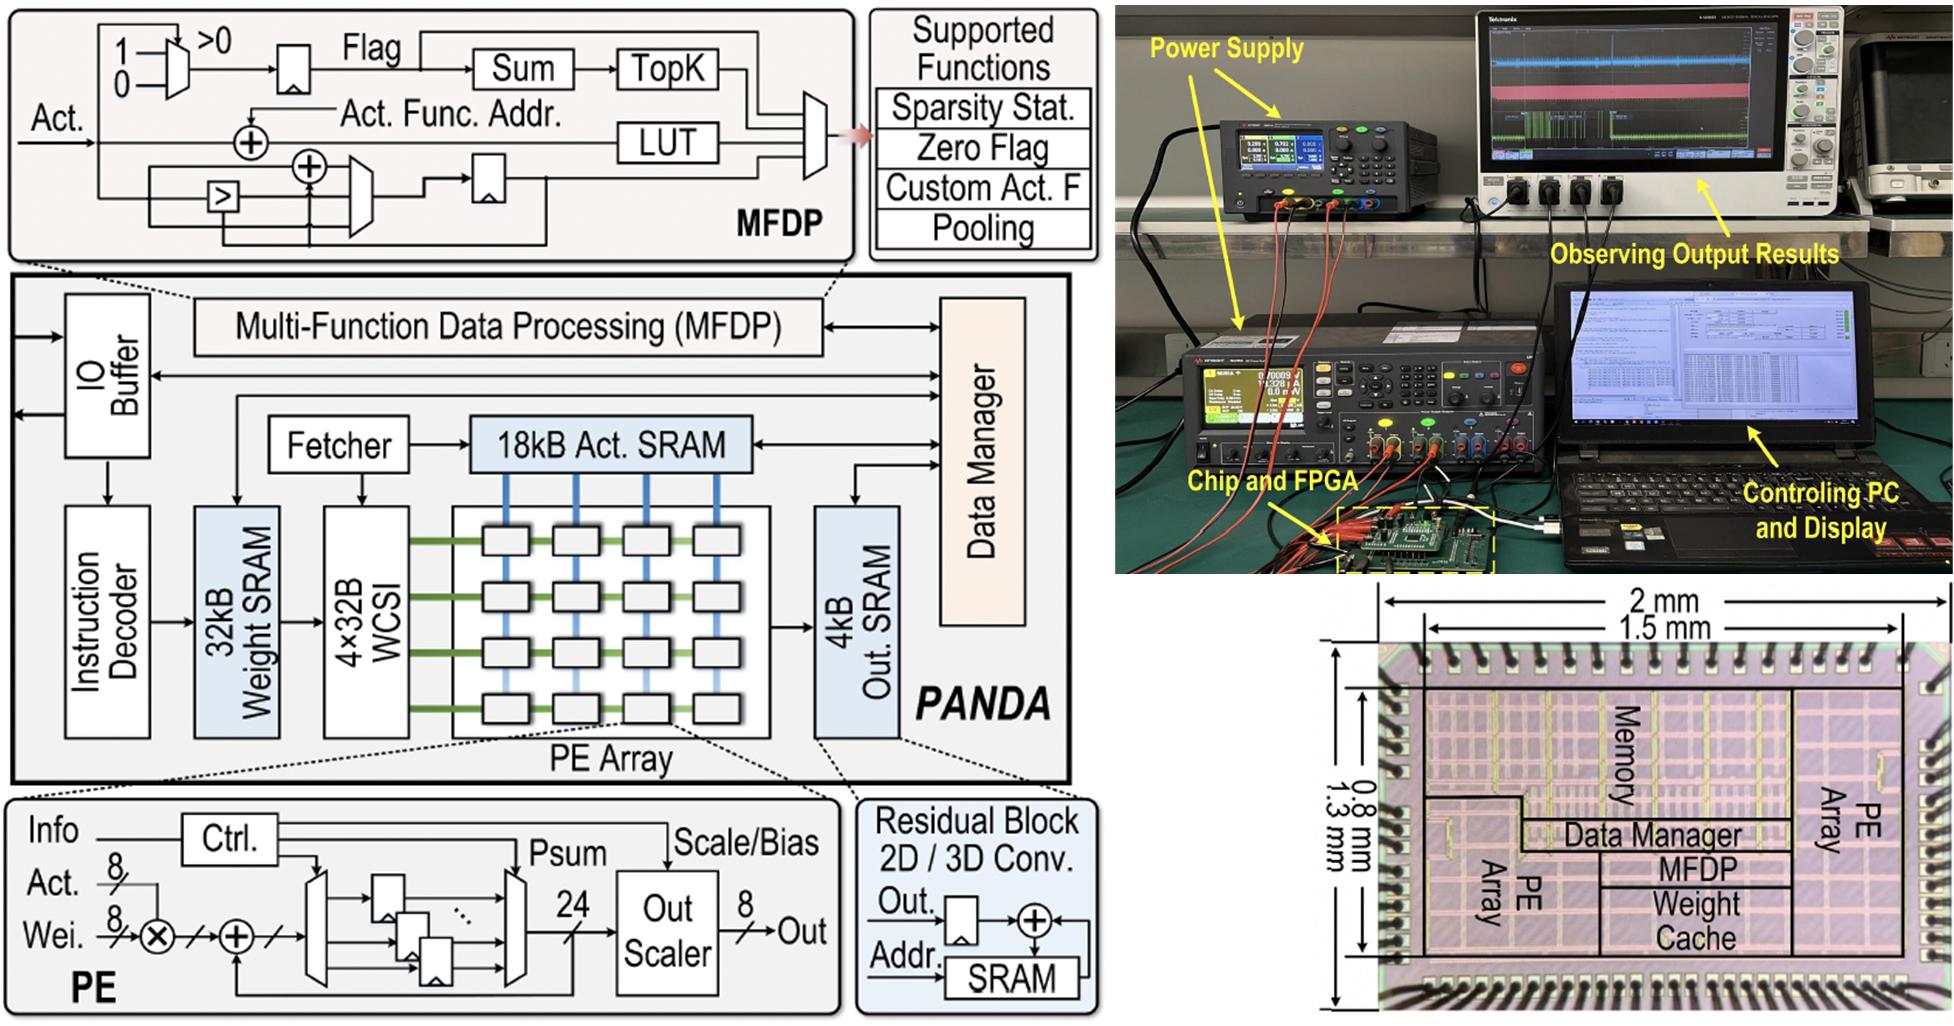 1
0
>0
Flag
Sum
TopK
Act.
Act. Func. Addr.
LUT
>
MFDP
Supported
Functions
Sparsity Stat.
Zero Flag
Custom Act. F
Pooling
IO
Buffer
Multi-Function Data Processing (MFDP)
Data Manager
Fetcher
18kB Act. SRAM
Instruction
Decoder
32kB
Weight SRAM
4×32B
WCSI
PE Array
4kB
Out. SRAM
PANDA
Info
Ctrl.
Act.
8
Wei.
8
Psum
24
Scale/Bias
Out
Scaler
8
Out
PE
Residual Block
2D / 3D Conv.
Out.
Addr.
SRAM
Power Supply
Tektronix
Observing Output Results
Chip and FPGA
Controling PC
and Display
2 mm
1.5 mm
0.8 mm
1.3 mm
Memory
PE
Array
Data Manager
MFDP
PE
Array
Weight
Cache